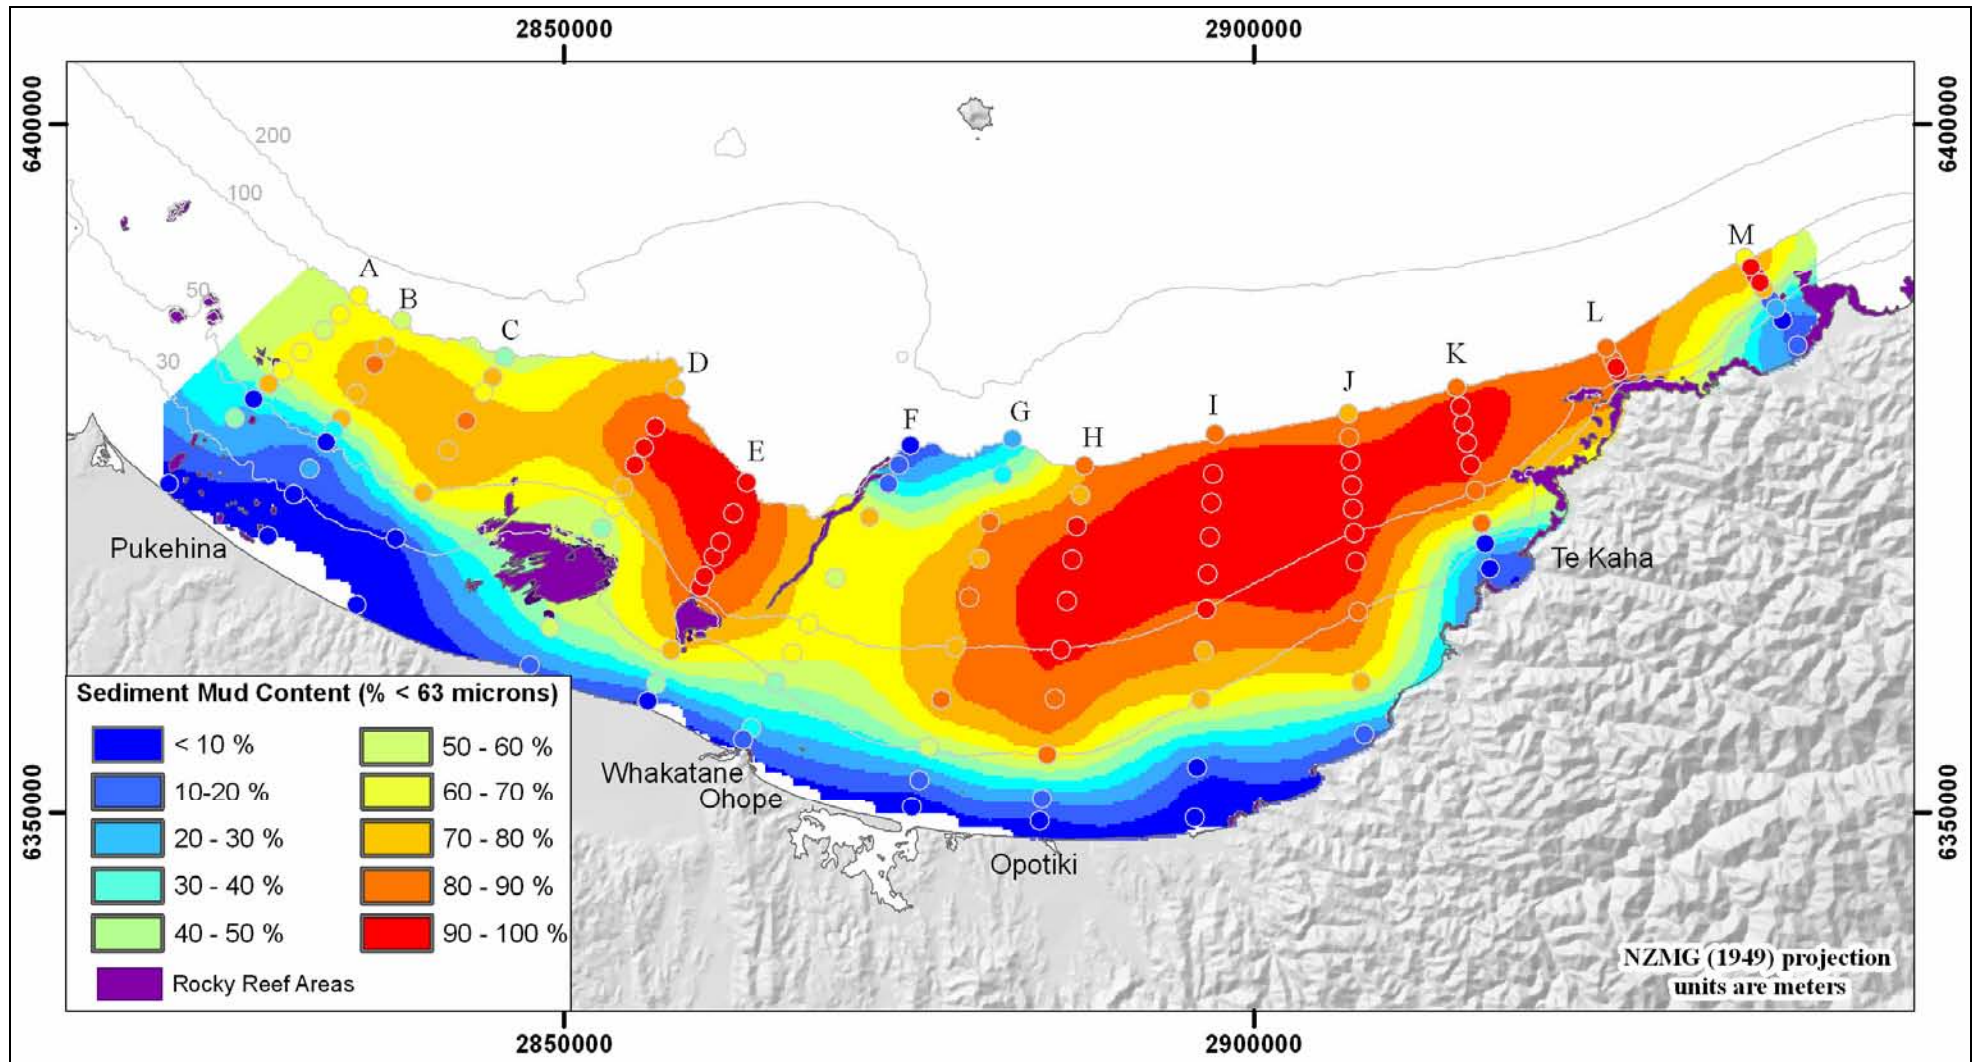 2850000
2900000
6400000
6400000
200
100
50
30
A
B
C
D
E
F
G
H
I
J
K
L
M
Pukehina
Te Kaha
Whakatane
Ohope
Opotiki
Sediment Mud Content (% < 63 microns)
< 10 %
10-20 %
20 - 30 %
30 - 40 %
40 - 50 %
50 - 60 %
60 - 70 %
70 - 80 %
80 - 90 %
90 - 100 %
Rocky Reef Areas
NZMG (1949) projection
units are meters
6350000
6350000
2850000
2900000